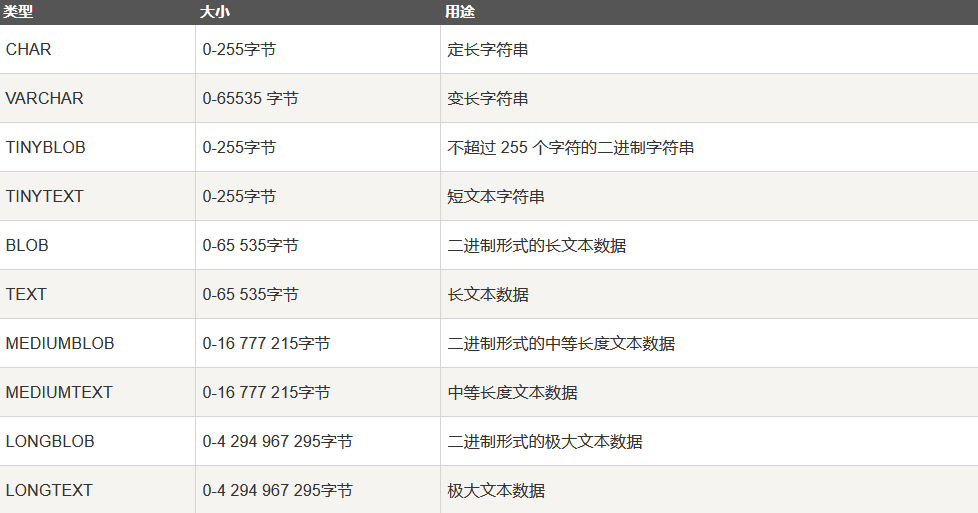 类型 大小 用途
CHAR 0-255字节 定长字符串
VARCHAR 0-65535 字节 变长字符串
TINYBLOB 0-255字节 不超过 255 个字符的二进制字符串
TINYTEXT 0-255字节 短文本字符串
BLOB 0-65 535字节 二进制形式的长文本数据
TEXT 0-65 535字节 长文本数据
MEDIUMBLOB 0-16 777 215字节 二进制形式的中等长度文本数据
MEDIUMTEXT 0-16 777 215字节 中等长度文本数据
LONGBLOB 0-4 294 967 295字节 二进制形式的极大文本数据
LONGTEXT 0-4 294 967 295字节 极大文本数据